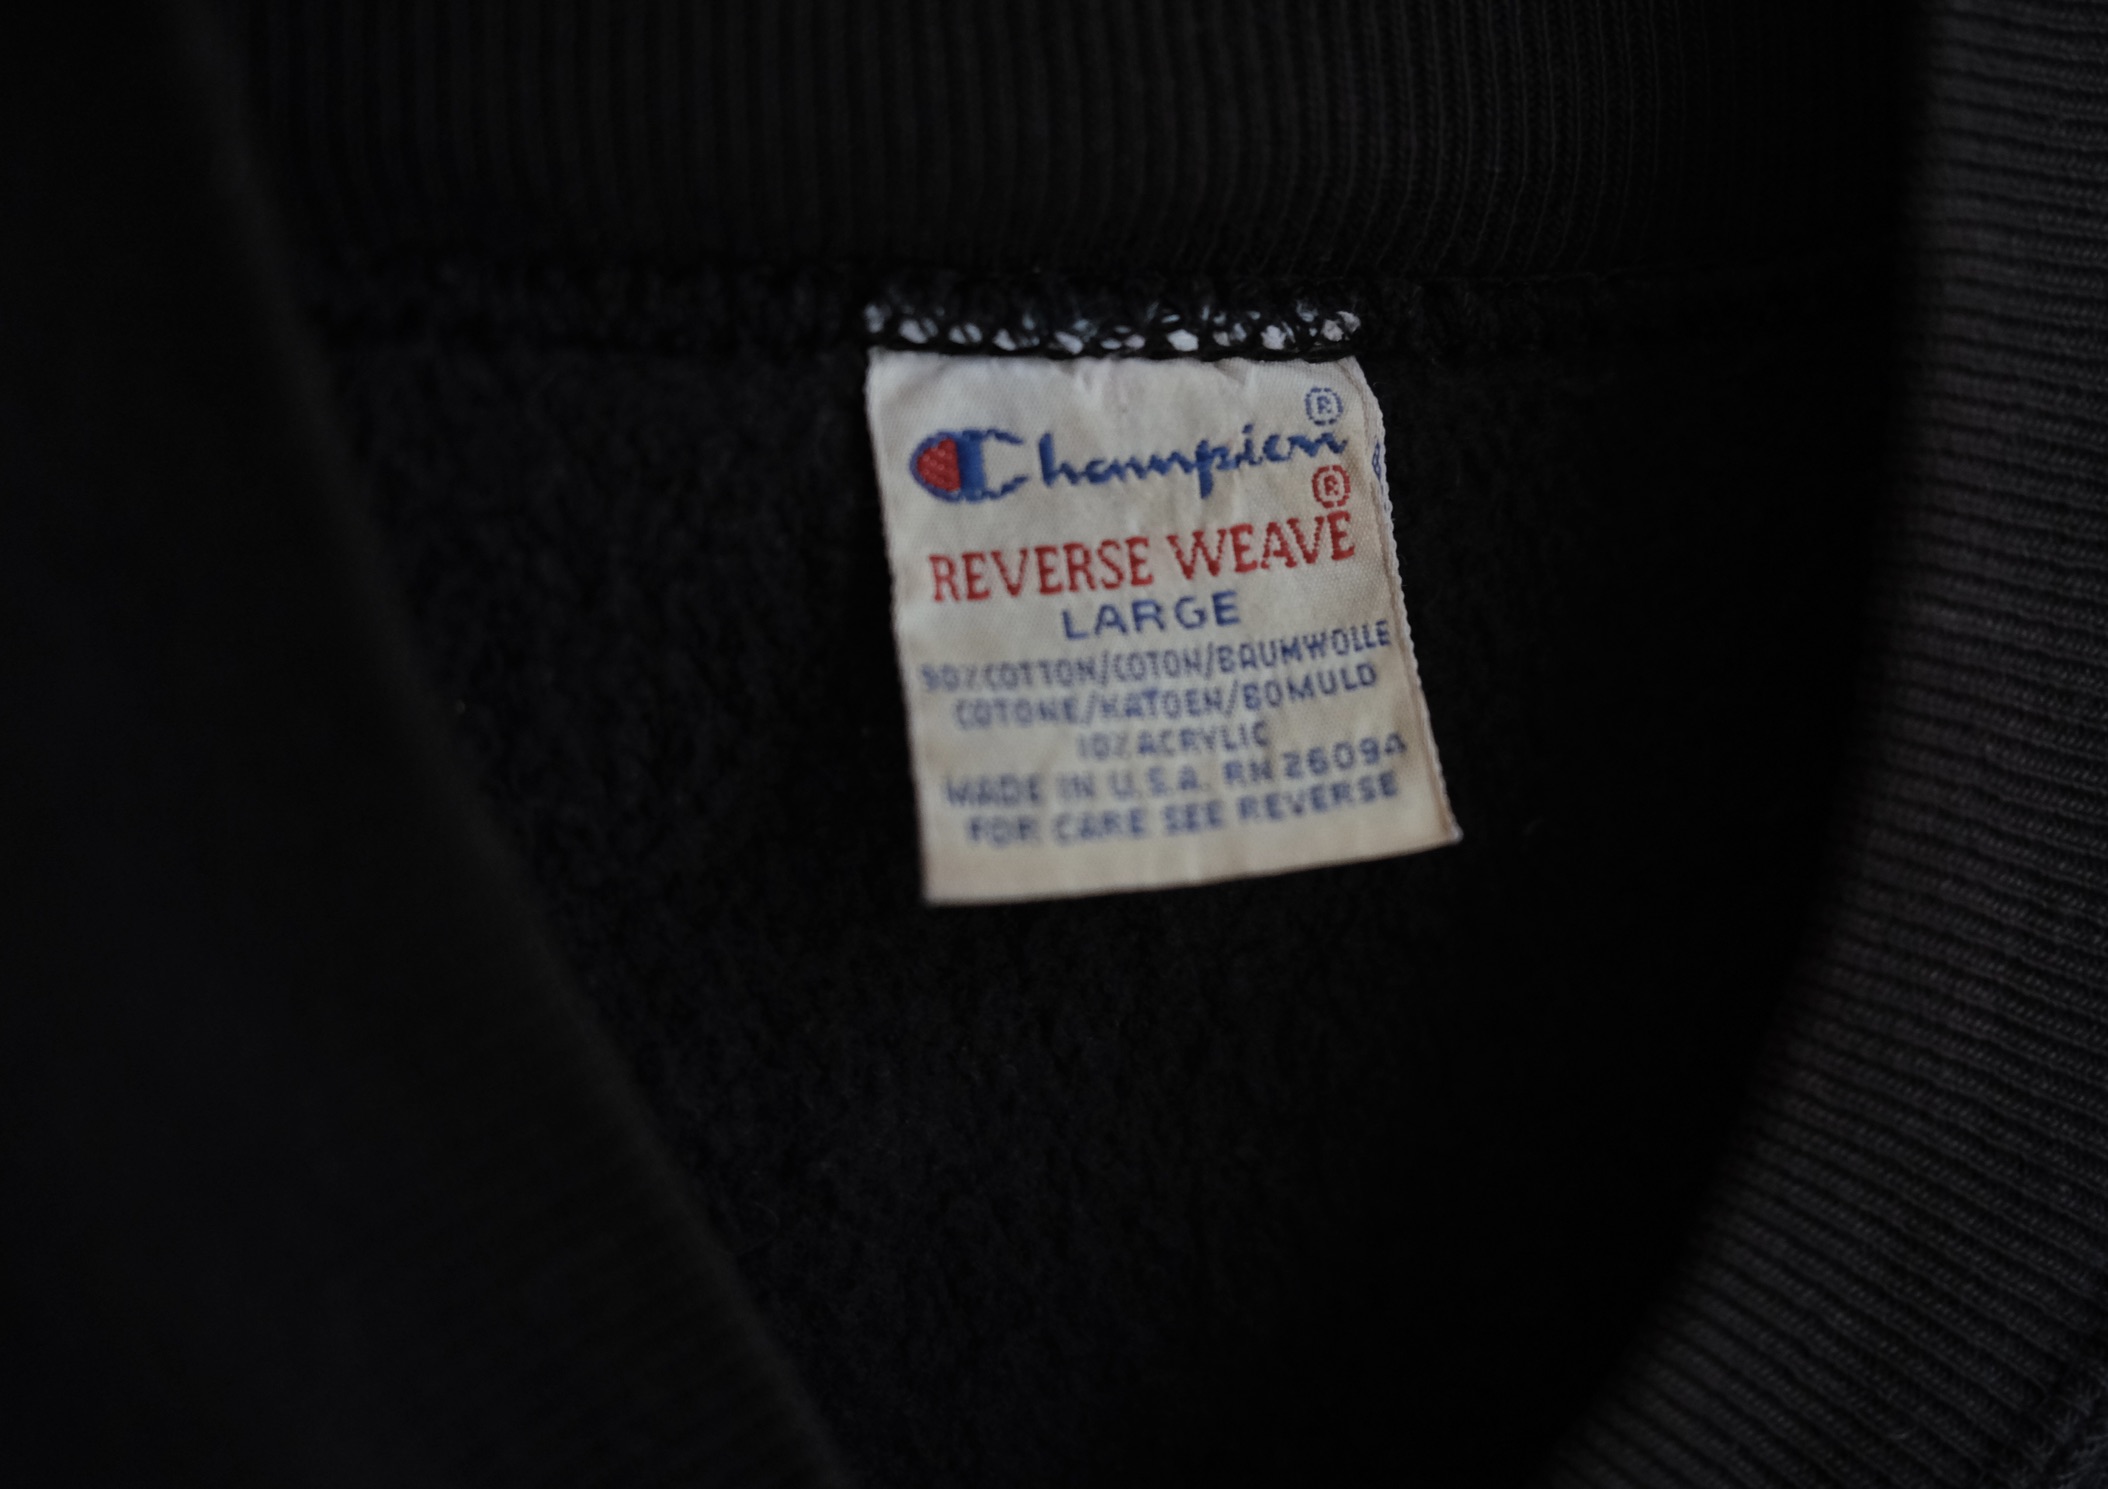 Champion®
REVERSE WEAVE®
LARGE
90% COTTON/COTON/BAUMWOLLE
COTONE/KATOEN/BOMULD
10% ACRYLIC
MADE IN U.S.A. RN 26094
FOR CARE SEE REVERSE